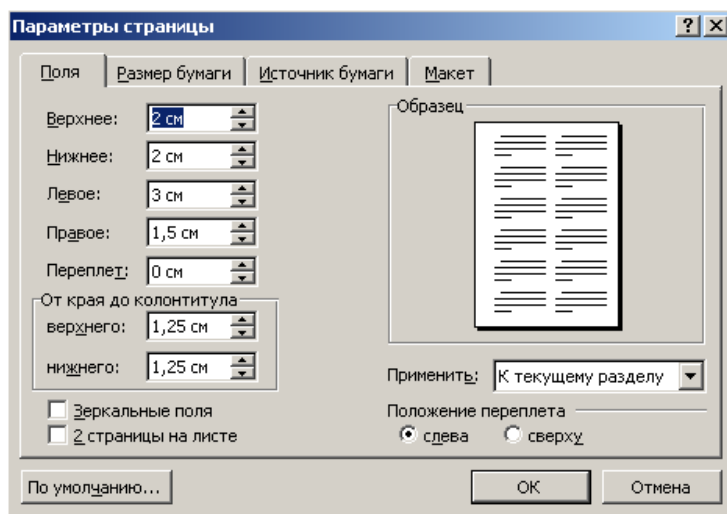 Параметры страницы
Поля Размер бумаги Источник бумаги Макет
Верхнее: 2 см
Нижнее: 2 см
Левое: 3 см
Правое: 1,5 см
Переплет: 0 см
От края до колонтитула
верхнего: 1,25 см
нижнего: 1,25 см
Зеркальные поля
2 страницы на листе
Образец
Применить: К текущему разделу
Положение переплета
слева сверху
По умолчанию... ОК Отмена